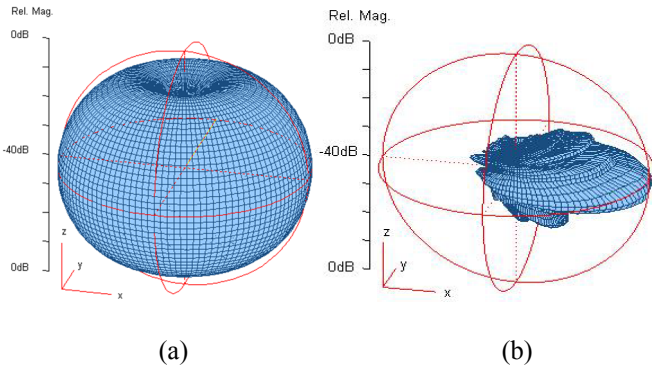 Rel. Mag.
0dB
-40dB
0dB
z
y
x
(a)
Rel. Mag.
0dB
-40dB
0dB
z
y
x
(b)